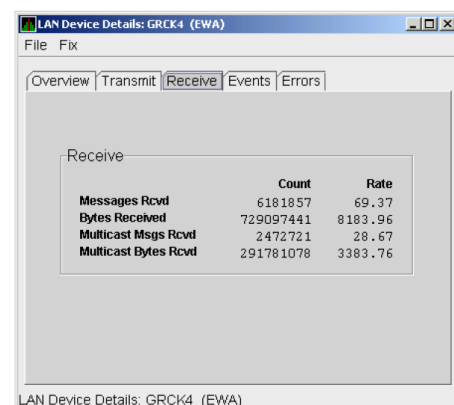 LAN Device Details: GRCK4 (EWA)
File Fix
Overview Transmit Receive Events Errors
Receive
Count Rate
Messages Rcvd 6181857 69.37
Bytes Received 729097441 8183.96
Multicast Msgs Rcvd 2472721 28.67
Multicast Bytes Rcvd 291781078 3383.76
LAN Device Details: GRCK4 (EWA)